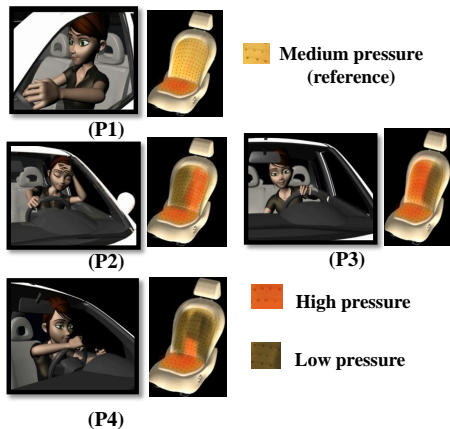 Medium pressure
(reference)
(P1)
(P2)
(P3)
High pressure
Low pressure
(P4)